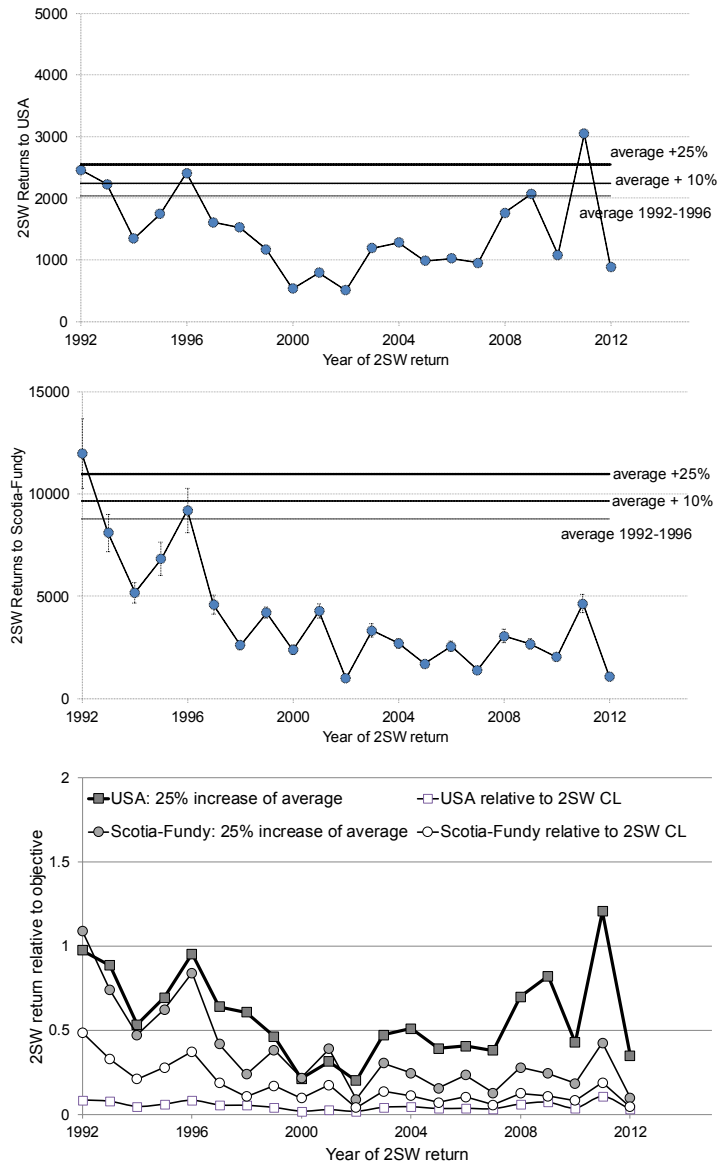 5000
4000
3000
2000
1000
0
2SW Returns to USA
average +25%
average + 10%
average 1992-1996
1992 1996 2000 2004 2008 2012
Year of 2SW return
15000
10000
5000
0
2SW Returns to Scotia-Fundy
average +25%
average + 10%
average 1992-1996
1992 1996 2000 2004 2008 2012
Year of 2SW return
2
1.5
1
0.5
0
2SW return relative to objective
USA: 25% increase of average USA relative to 2SW CL
Scotia-Fundy: 25% increase of average Scotia-Fundy relative to 2SW CL
1992 1996 2000 2004 2008 2012
Year of 2SW return